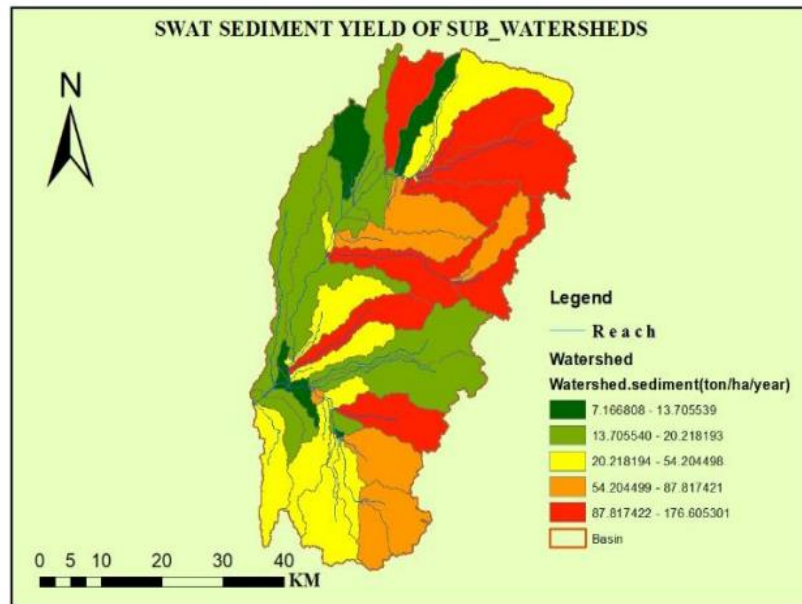 SWAT SEDIMENT YIELD OF SUB_WATERSHEDS
N
Legend
Reach
Watershed
Watershed.sediment(ton/ha/year)
7.166808 - 13.705539
13.705540 - 20.218193
20.218194 - 54.204498
54.204499 - 87.817421
87.817422 - 176.605301
Basin
0 5 10 20 30 40
KM